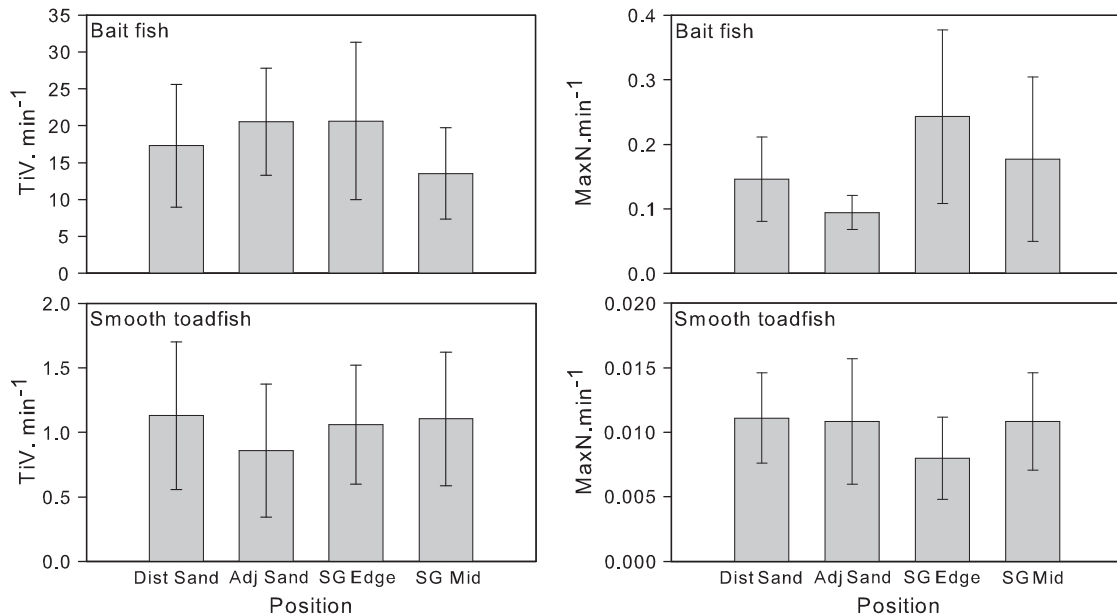 Bait fish
TiV. min⁻¹
35
30
25
20
15
10
5
0
Bait fish
MaxN.min⁻¹
0.4
0.3
0.2
0.1
0.0
Smooth toadfish
TiV. min⁻¹
2.0
1.5
1.0
0.5
0.0
Dist Sand Adj Sand SG Edge SG Mid
Position
Smooth toadfish
MaxN.min⁻¹
0.020
0.015
0.010
0.005
0.000
Dist Sand Adj Sand SG Edge SG Mid
Position